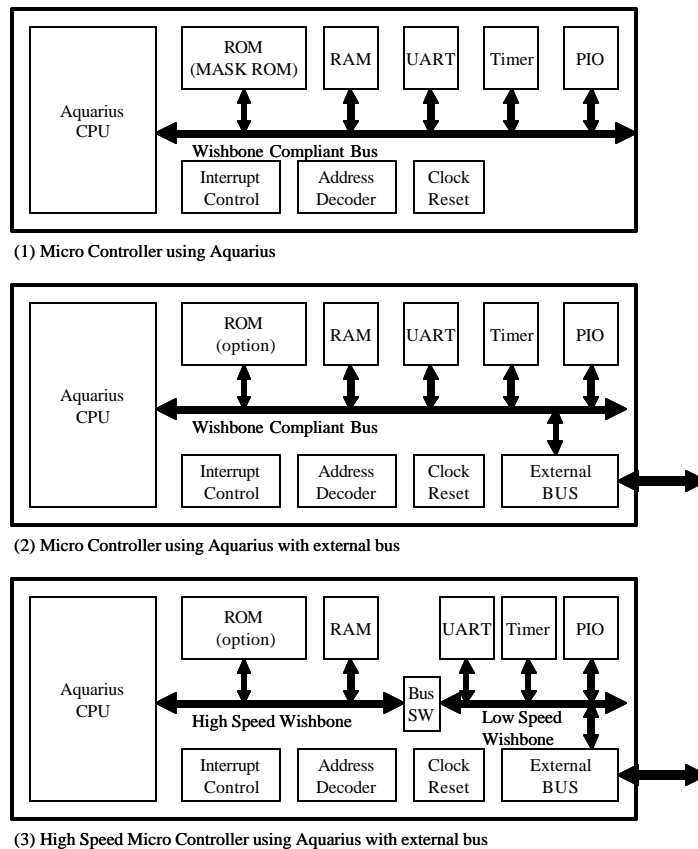 ROM
(MASK ROM)
RAM
UART
Timer
PIO
Aquarius
CPU
Wishbone Compliant Bus
Interrupt
Control
Address
Decoder
Clock
Reset
(1) Micro Controller using Aquarius
ROM
(option)
RAM
UART
Timer
PIO
Aquarius
CPU
Wishbone Compliant Bus
Interrupt
Control
Address
Decoder
Clock
Reset
External
BUS
(2) Micro Controller using Aquarius with external bus
ROM
(option)
RAM
UART
Timer
PIO
Aquarius
CPU
Bus
SW
High Speed Wishbone
Low Speed
Wishbone
Interrupt
Control
Address
Decoder
Clock
Reset
External
BUS
(3) High Speed Micro Controller using Aquarius with external bus